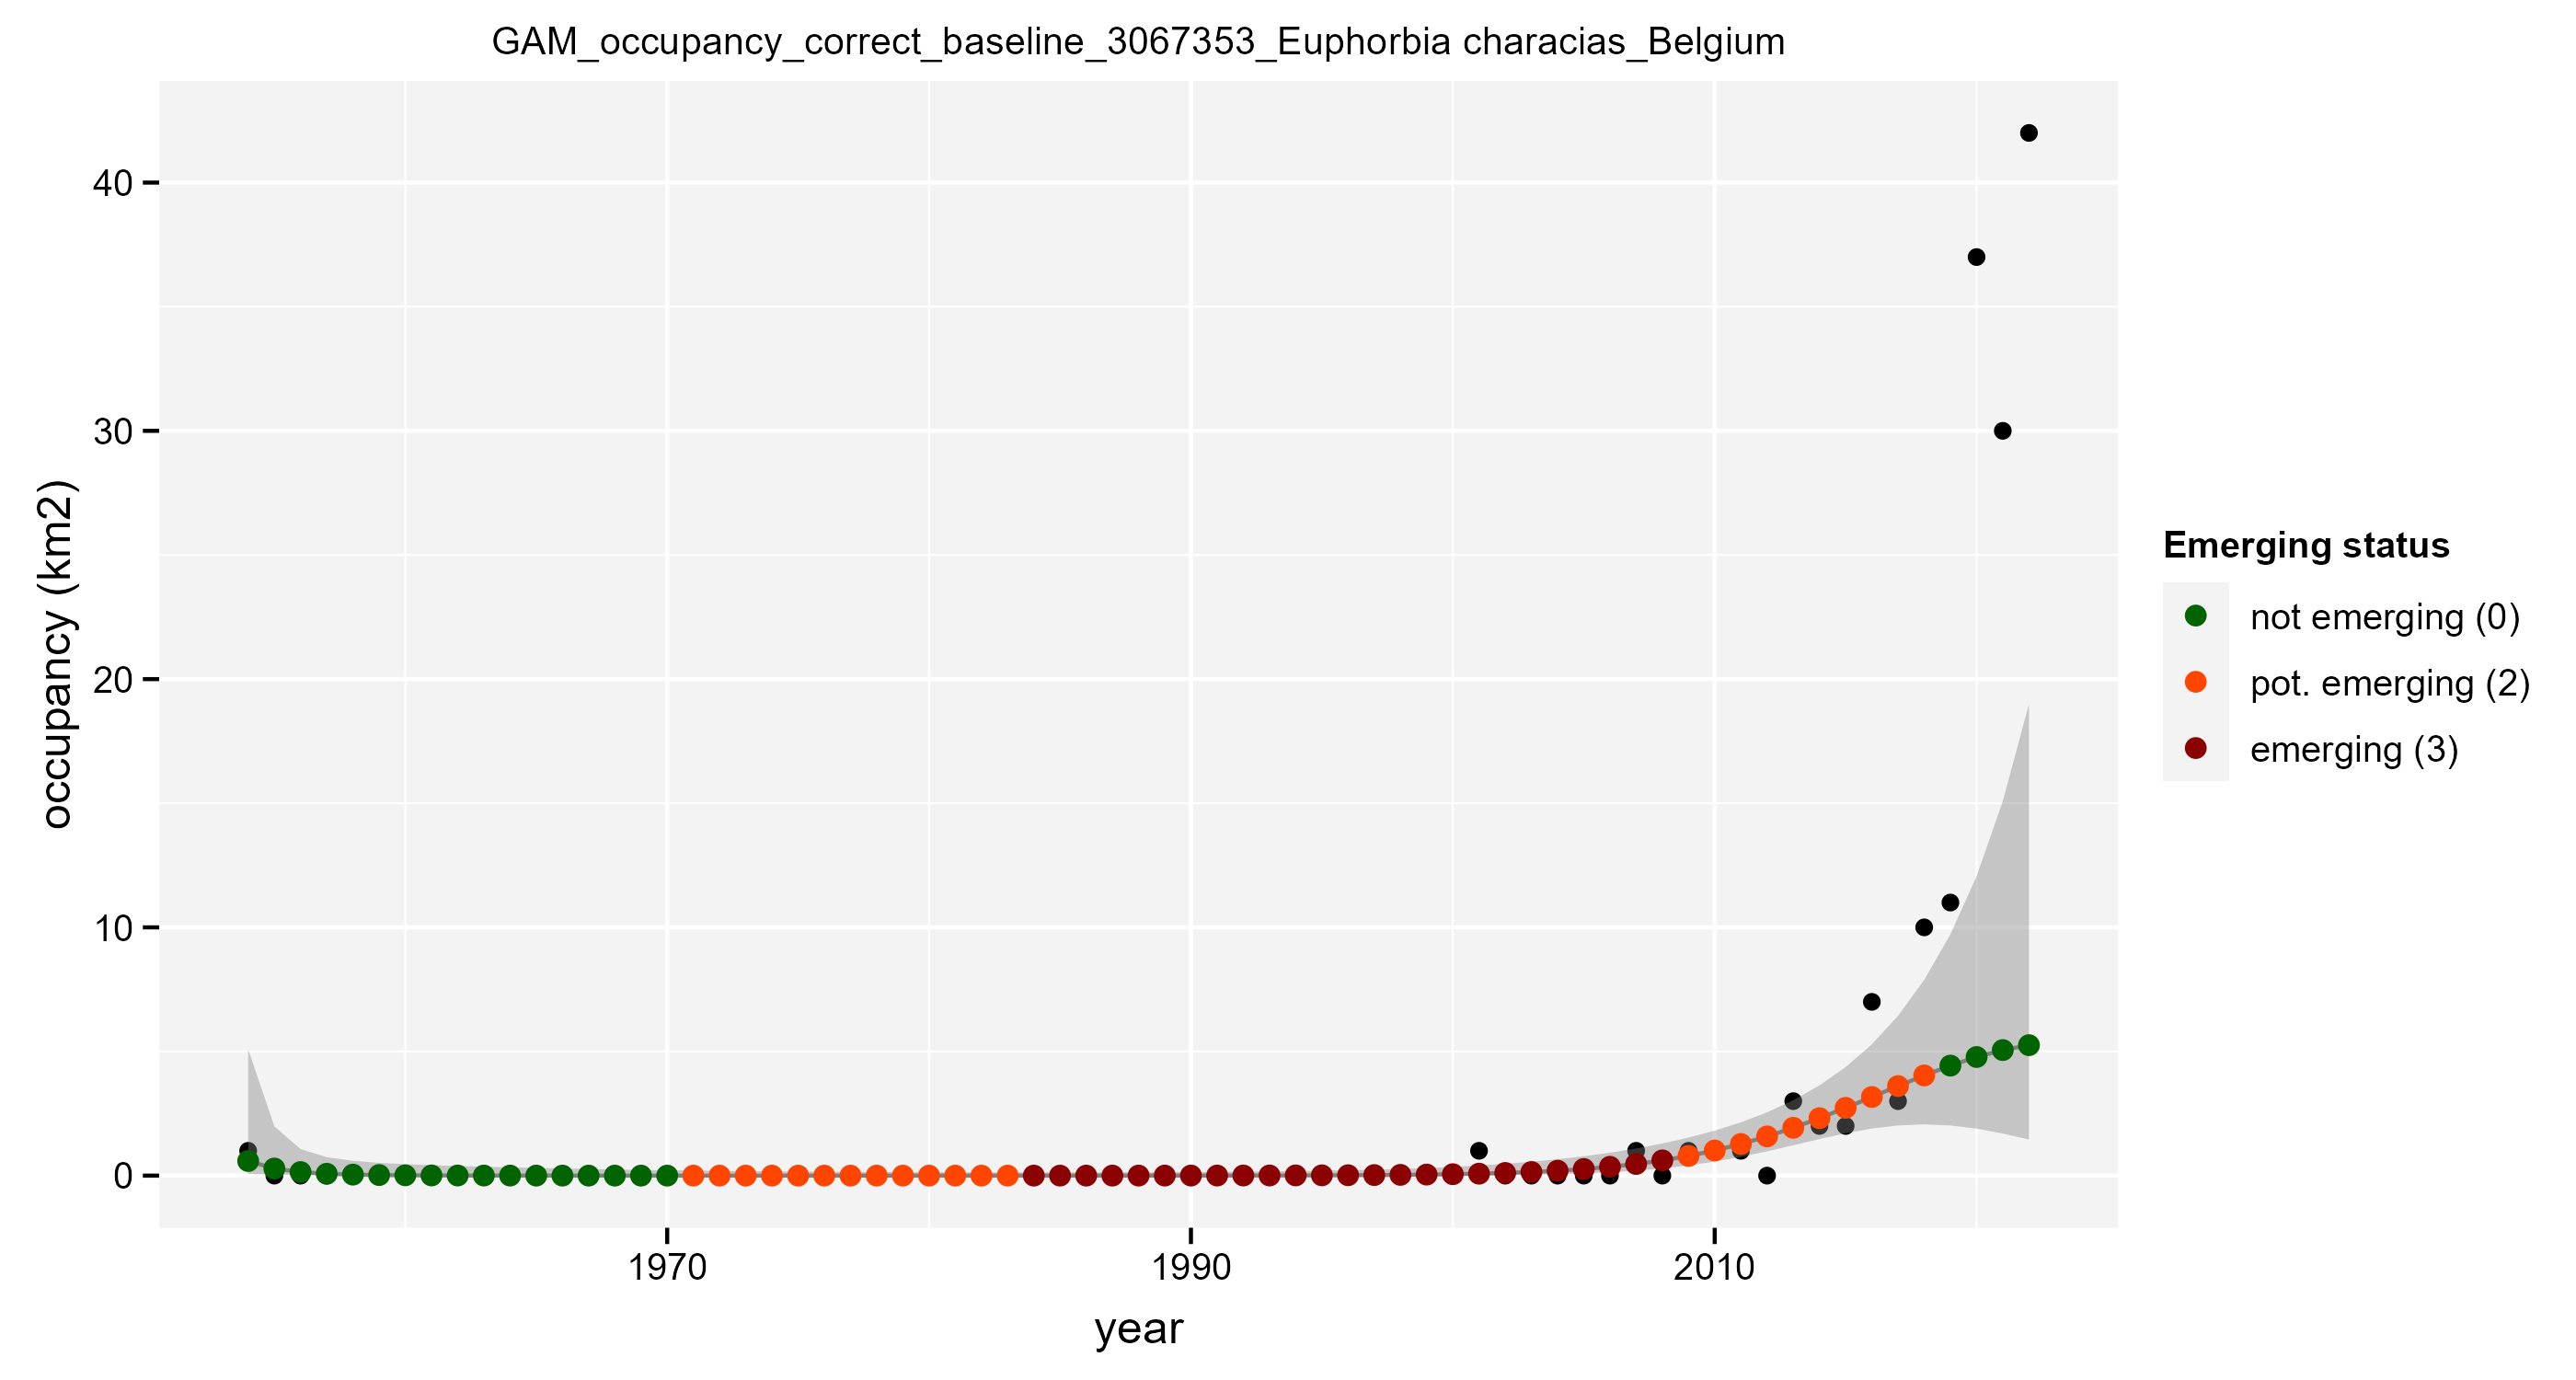 GAM_occupancy_correct_baseline_3067353_Euphorbia characias_Belgium
occupancy (km2)
40
30
20
10
0
1970
1990
2010
year
Emerging status
not emerging (0)
pot. emerging (2)
emerging (3)